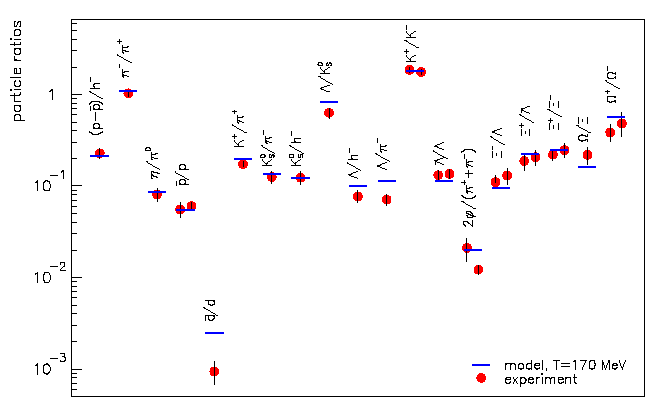 particle ratios
1
10⁻¹
10⁻²
10⁻³
(p−p̄)/h⁻
π⁻/π⁺
η/π⁰
p̄/p
d̄/d
K⁺/π⁺
K⁰ₛ/π⁻
K⁰ₛ/h⁻
Λ/K⁰ₛ
Λ/h⁻
Λ/π⁻
K⁺/K⁻
Λ̄/Λ
2φ/(π⁺+π⁻)
Ξ⁻/Λ
Ξ⁺/Λ̄
Ξ⁺/Ξ⁻
Ω/Ξ
Ω⁺/Ω⁻
model, T=170 MeV
experiment